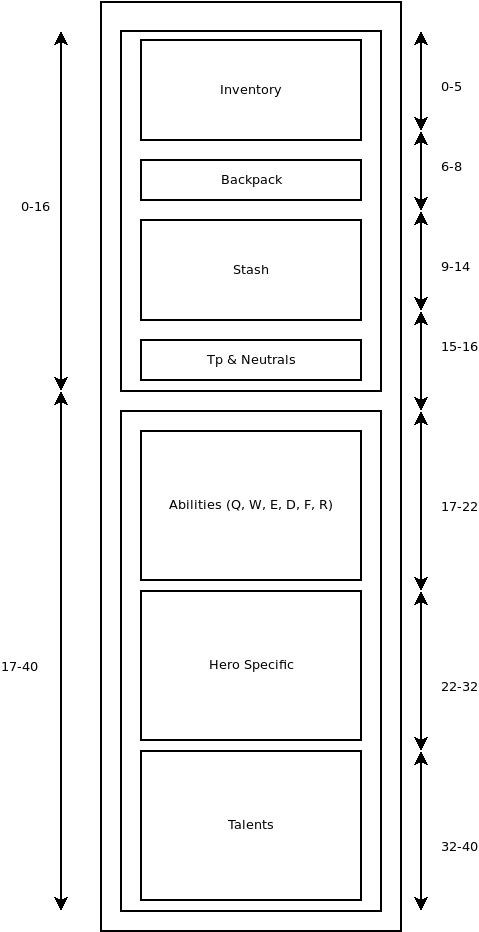 Inventory
0-5
Backpack
6-8
0-16
Stash
9-14
15-16
Tp & Neutrals
Abilities (Q, W, E, D, F, R)
17-22
Hero Specific
17-40
22-32
Talents
32-40